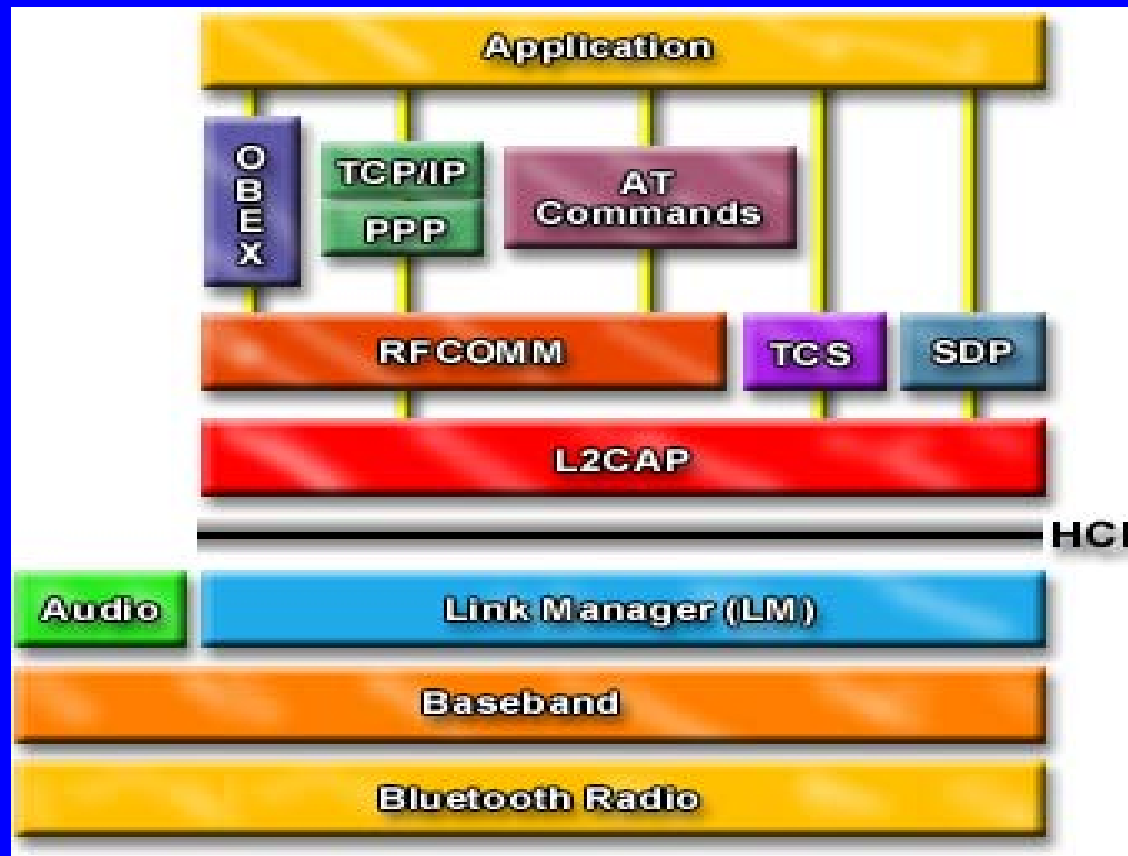 Application
O
B
E
X
TCP/IP
PPP
AT
Commands
RFCOMM
TCS
SDP
L2CAP
HCI
Audio
Link Manager (LM)
Baseband
Bluetooth Radio